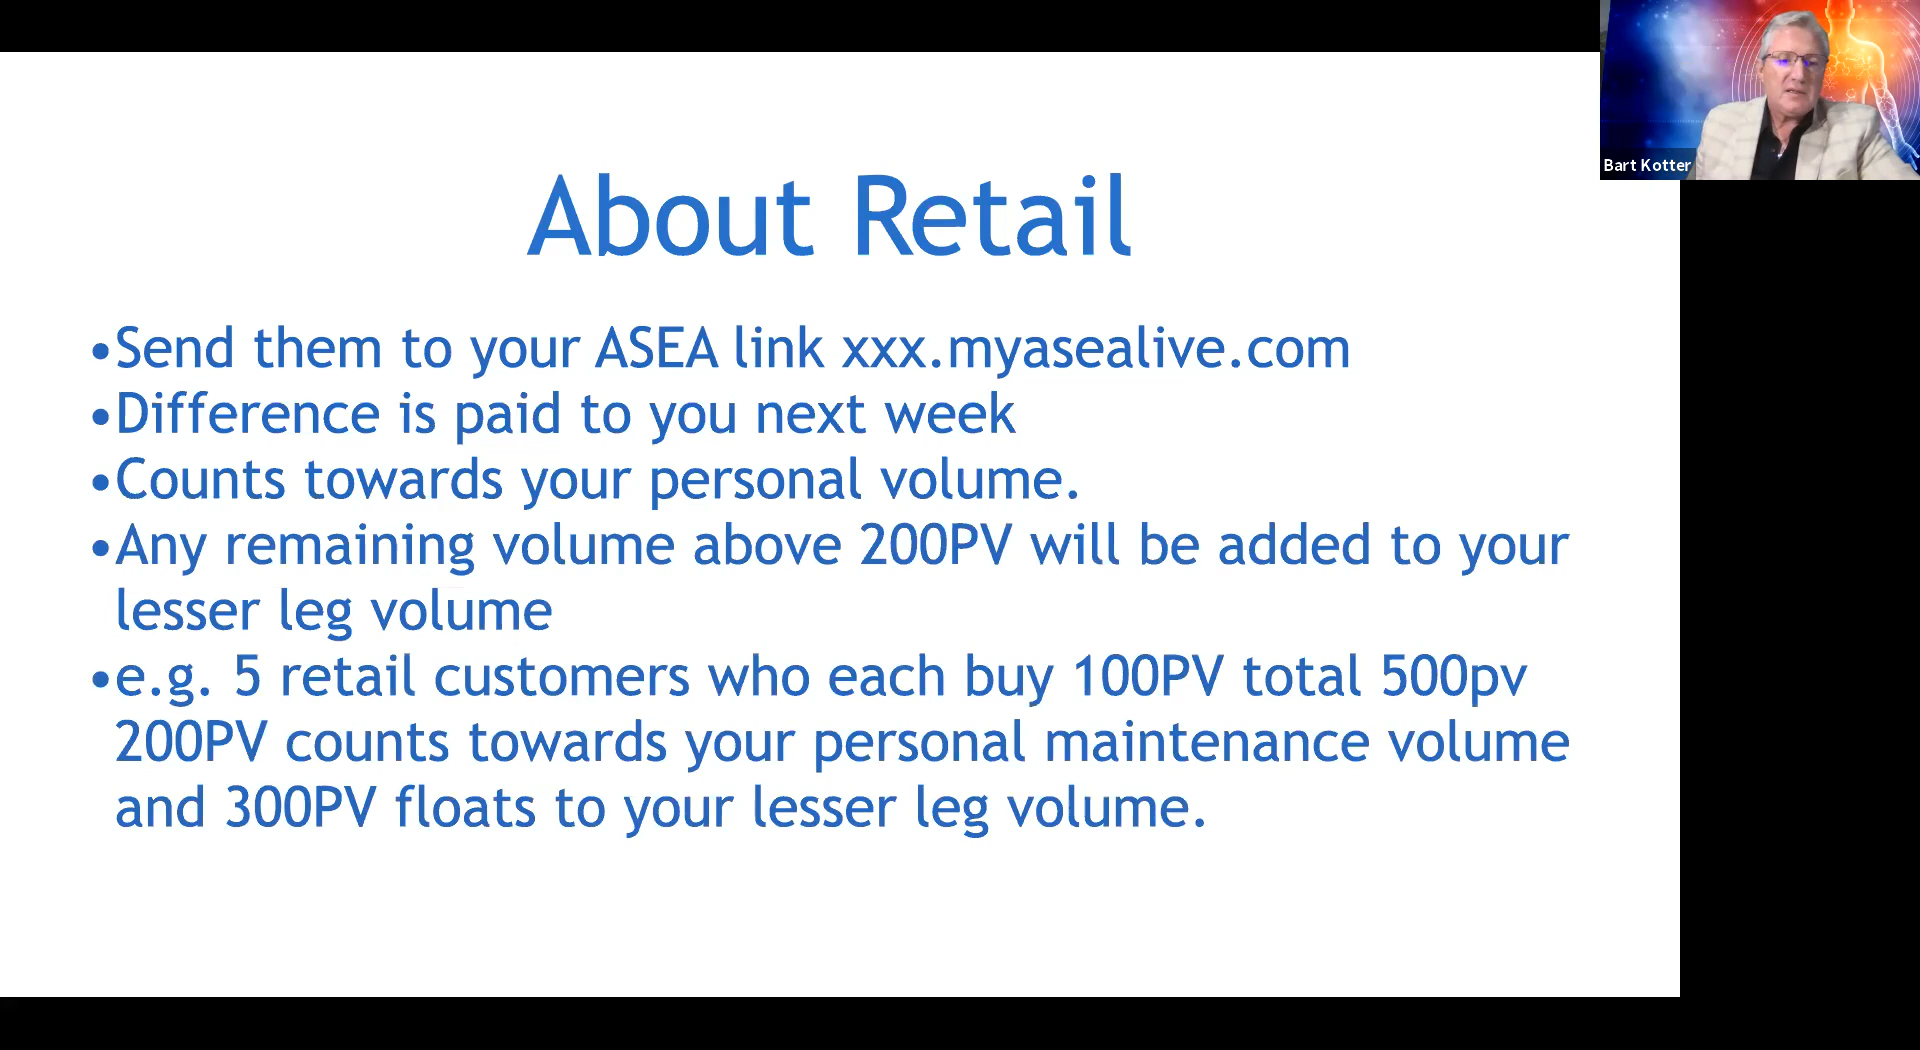 About Retail
•Send them to your ASEA link xxx.myasealive.com
•Difference is paid to you next week
•Counts towards your personal volume.
•Any remaining volume above 200PV will be added to your
lesser leg volume
•e.g. 5 retail customers who each buy 100PV total 500pv
200PV counts towards your personal maintenance volume
and 300PV floats to your lesser leg volume.
Bart Kotter